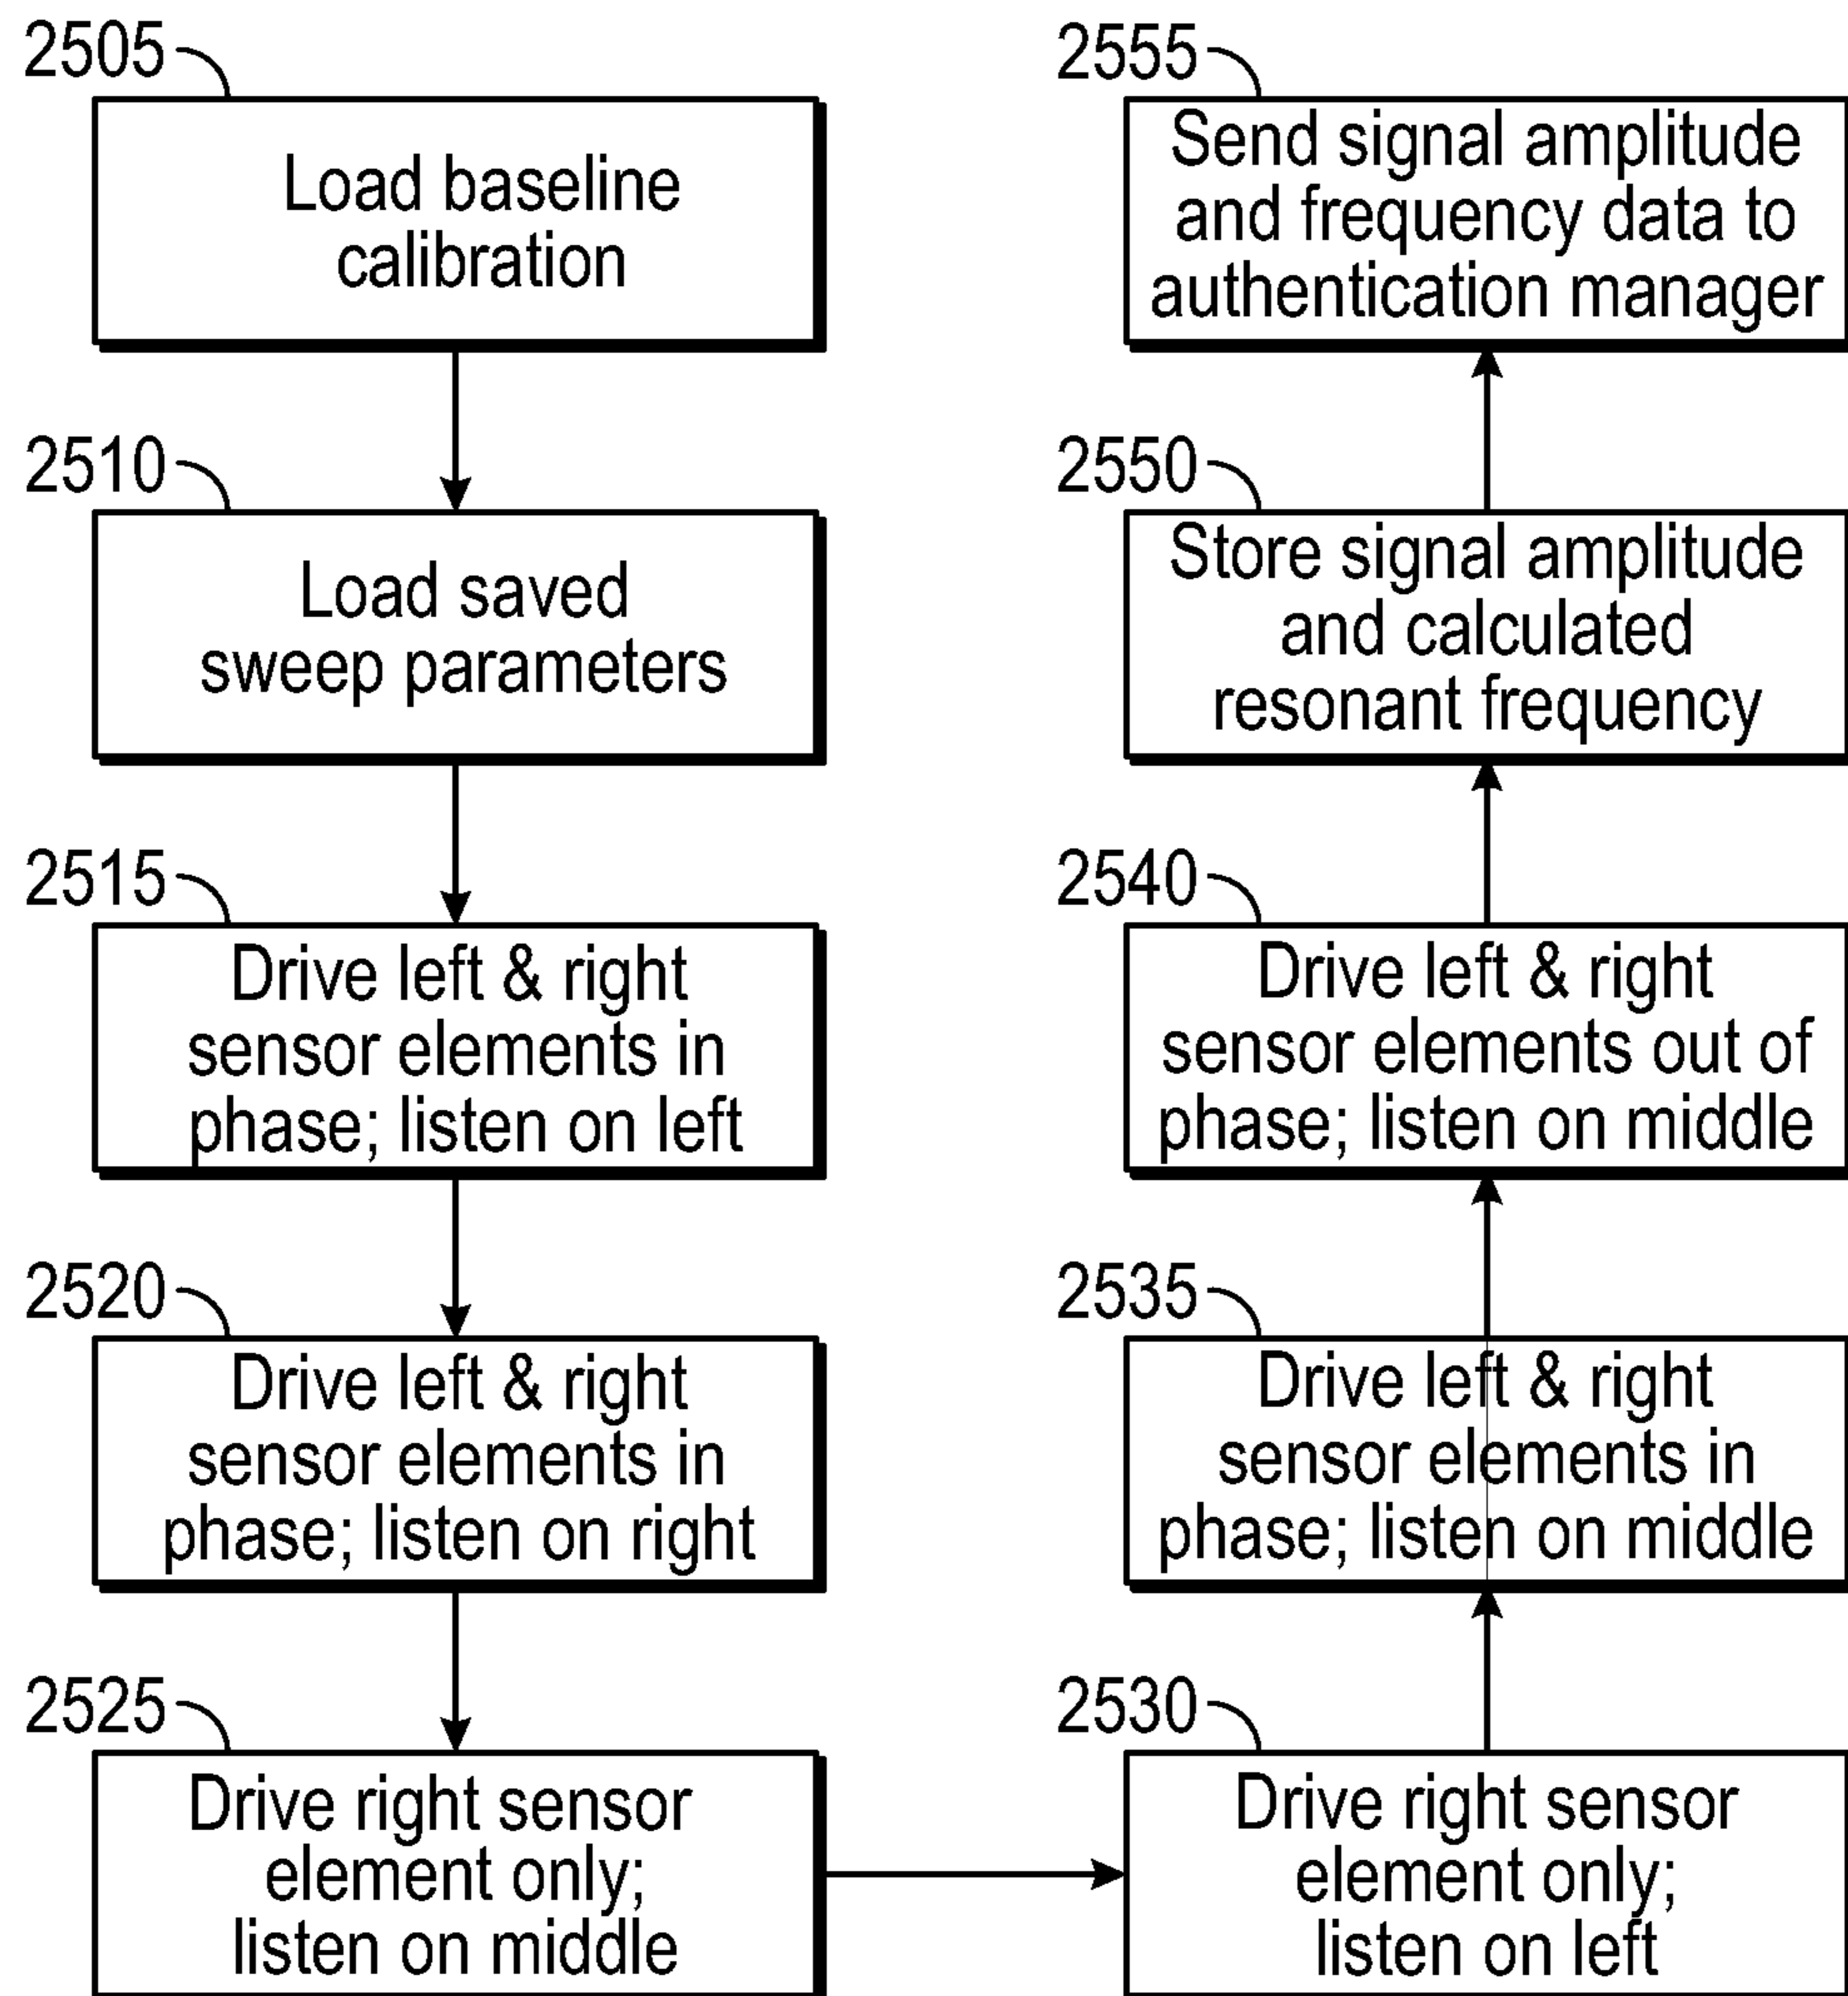 2505
Load baseline
calibration
2510
Load saved
sweep parameters
2515
Drive left & right
sensor elements in
phase; listen on left
2520
Drive left & right
sensor elements in
phase; listen on right
2525
Drive right sensor
element only;
listen on middle
2530
Drive right sensor
element only;
listen on left
2535
Drive left & right
sensor elements in
phase; listen on middle
2540
Drive left & right
sensor elements out of
phase; listen on middle
2550
Store signal amplitude
and calculated
resonant frequency
2555
Send signal amplitude
and frequency data to
authentication manager